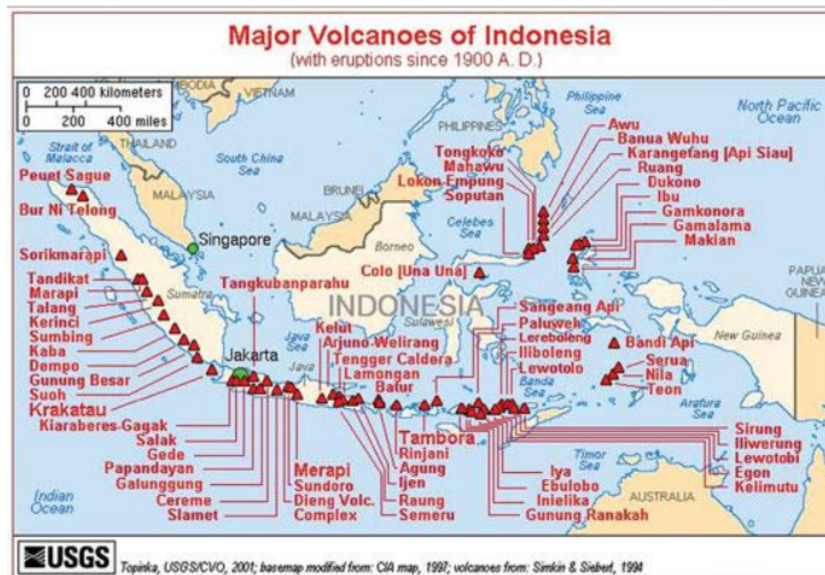 Major Volcanoes of Indonesia
(with eruptions since 1900 A. D.)
0 200 400 kilometers
0 200 400 miles
CAMBODIA
VIETNAM
THAILAND
Strait of
Malacca
South China
Sea
PHILIPPINES
Philippine
Sea
North Pacific
Ocean
MALAYSIA
BRUNEI
MALAYSIA
Celebes
Sea
Borneo
Singapore
Sumatra
INDONESIA
Sulawesi
New Guinea
PAPUA
NEW
GUINEA
Jakarta
Java
Sea
Java
Banda
Sea
Arafura
Sea
Timor
Sea
Indian
Ocean
AUSTRALIA
Peuet Sague
Bur Ni Telong
Sorikmarapi
Tandikat
Marapi
Talang
Kerinci
Sumbing
Kaba
Dempo
Gunung Besar
Suoh
Krakatau
Kiaraberes Gagak
Salak
Gede
Papandayan
Galunggung
Cereme
Slamet
Tangkubanparahu
Merapi
Sundoro
Dieng Volc.
Complex
Kelut
Arjuno-Welirang
Tengger Caldera
Lamongan
Batur
Tambora
Rinjani
Agung
Ijen
Raung
Semeru
Tongkoko
Mahawu
Lokon Empung
Soputan
Colo [Una Una]
Awu
Banua Wuhu
Karangetang [Api Siau]
Ruang
Dukono
Ibu
Gamkonora
Gamalama
Makian
Sangeang Api
Paluweh
Lereboleng
Iliboleng
Lewotolo
Bandi Api
Serua
Nila
Teon
Iya
Ebulobo
Inielika
Gunung Ranakah
Sirung
Iliwerung
Lewotobi
Egon
Kelimutu
USGS
Topinka, USGS/CVO, 2001; basemap modified from: CIA map, 1997; volcanoes from: Simkin & Siebert, 1994